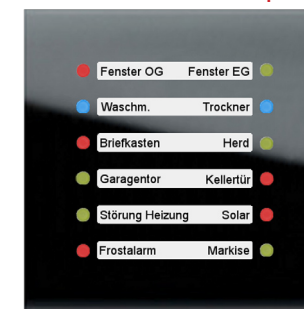 Fenster OG Fenster EG
Waschm. Trockner
Briefkasten Herd
Garagentor Kellertür
Störung Heizung Solar
Frostalarm Markise